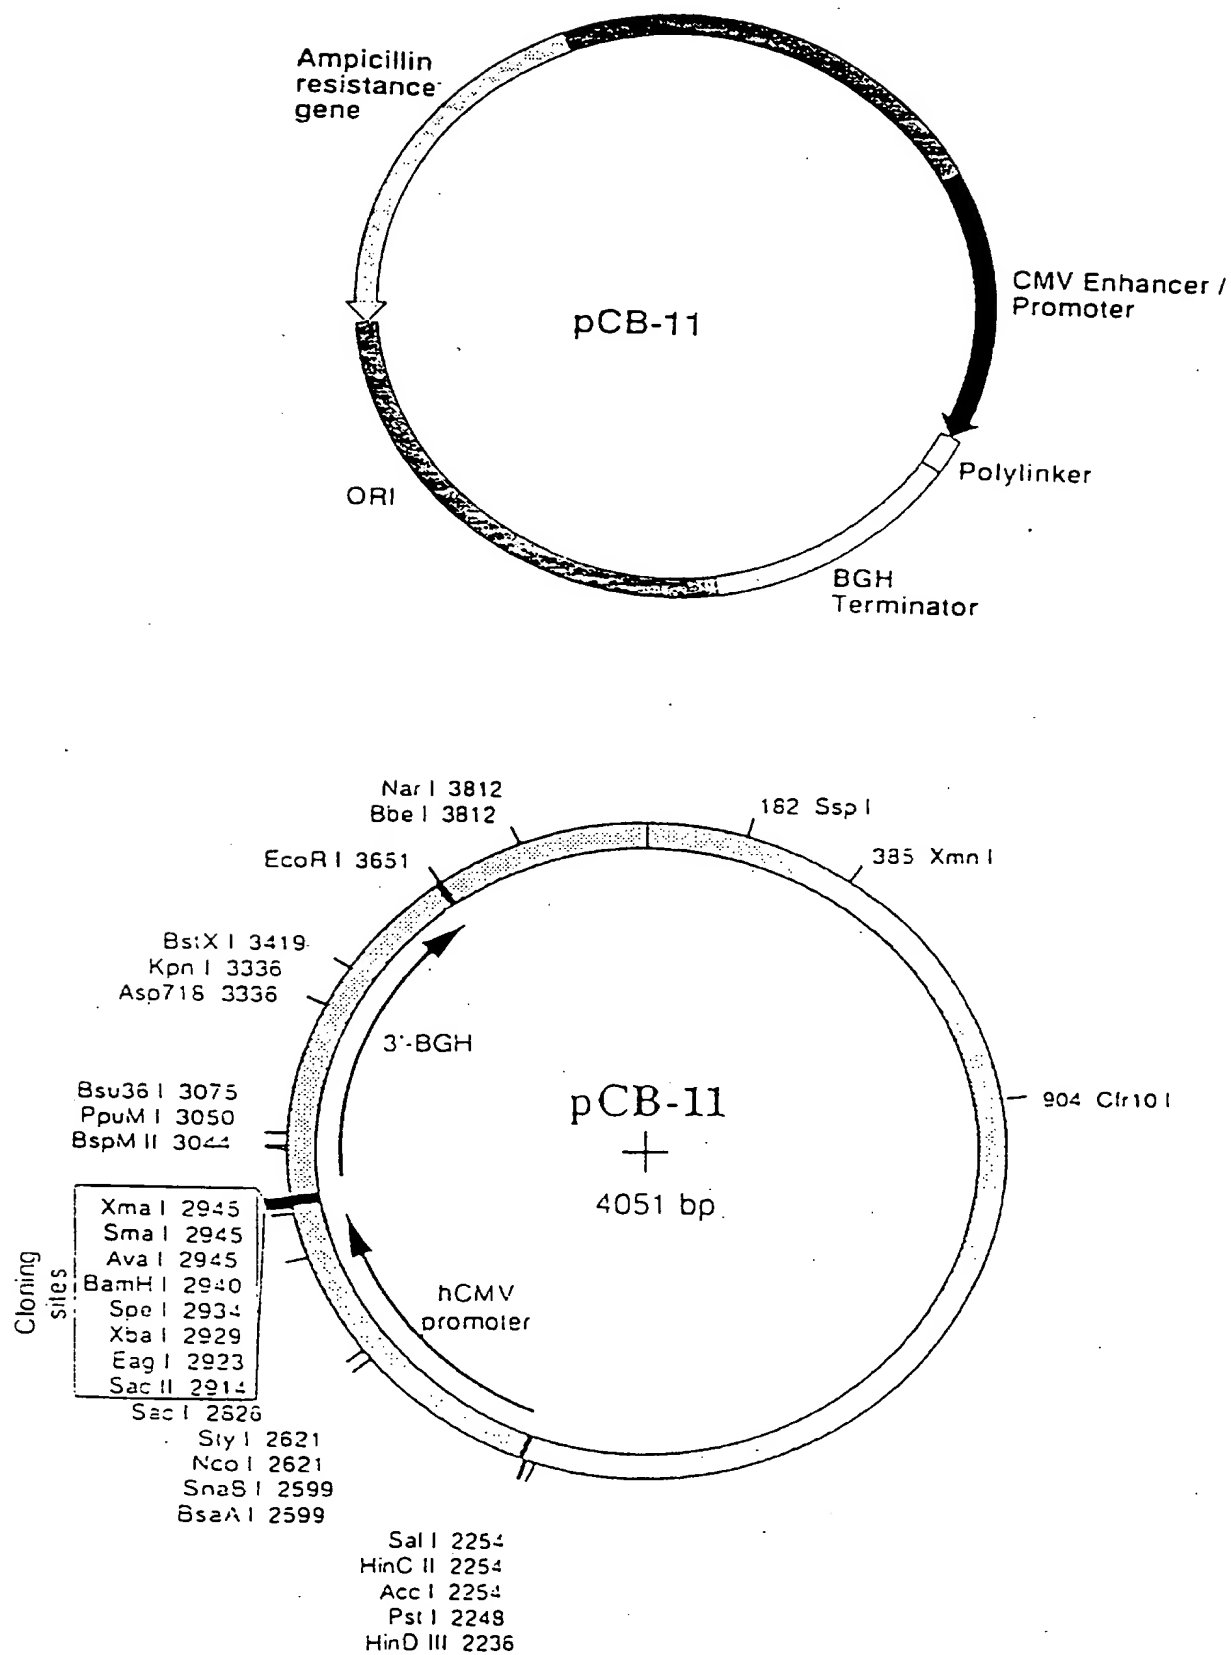 Ampicillin
resistance
gene
CMV Enhancer /
Promoter
pCB-11
Polylinker
ORI
BGH
Terminator
Nar I 3812
Bbe I 3812
182 Ssp I
EcoR I 3651
385 Xmn I
BstX I 3419
Kpn I 3336
Asp718 3336
3'-BGH
Bsu36 I 3075
PpuM I 3050
BspM II 3044
pCB-11
904 Cfr10 I
4051 bp
Cloning
sites
Xma I 2945
Sma I 2945
Ava I 2945
BamH I 2940
Spe I 2934
Xba I 2929
Eag I 2923
Sac II 2914
hCMV
promoter
Sac I 2826
Sty I 2621
Nco I 2621
SnaB I 2599
BsaA I 2599
Sal I 2254
HinC II 2254
Acc I 2254
Pst I 2248
HinD III 2236